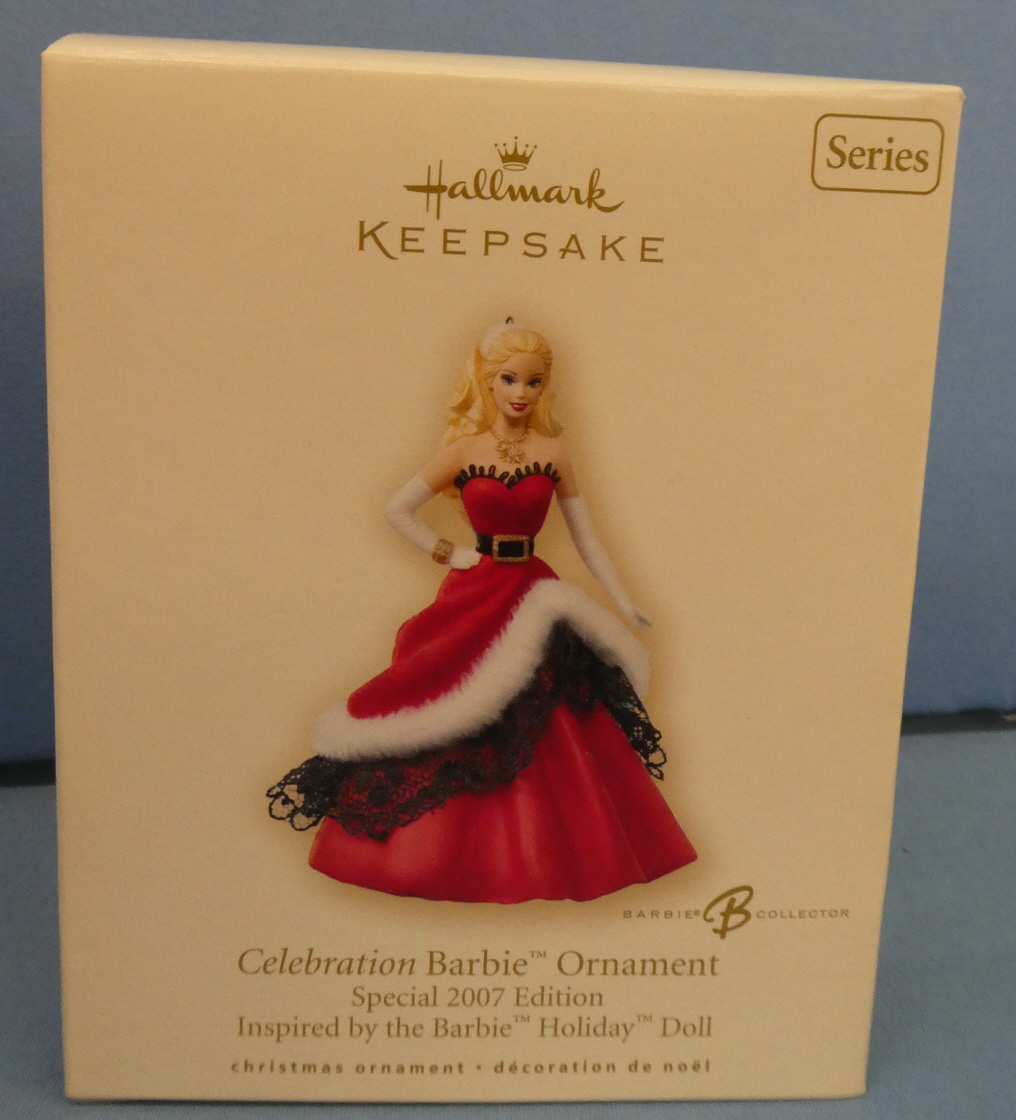 Series
Hallmark
KEEPSAKE
BARBIE® B COLLECTOR
Celebration Barbie™ Ornament
Special 2007 Edition
Inspired by the Barbie™ Holiday™ Doll
christmas ornament • décoration de noël